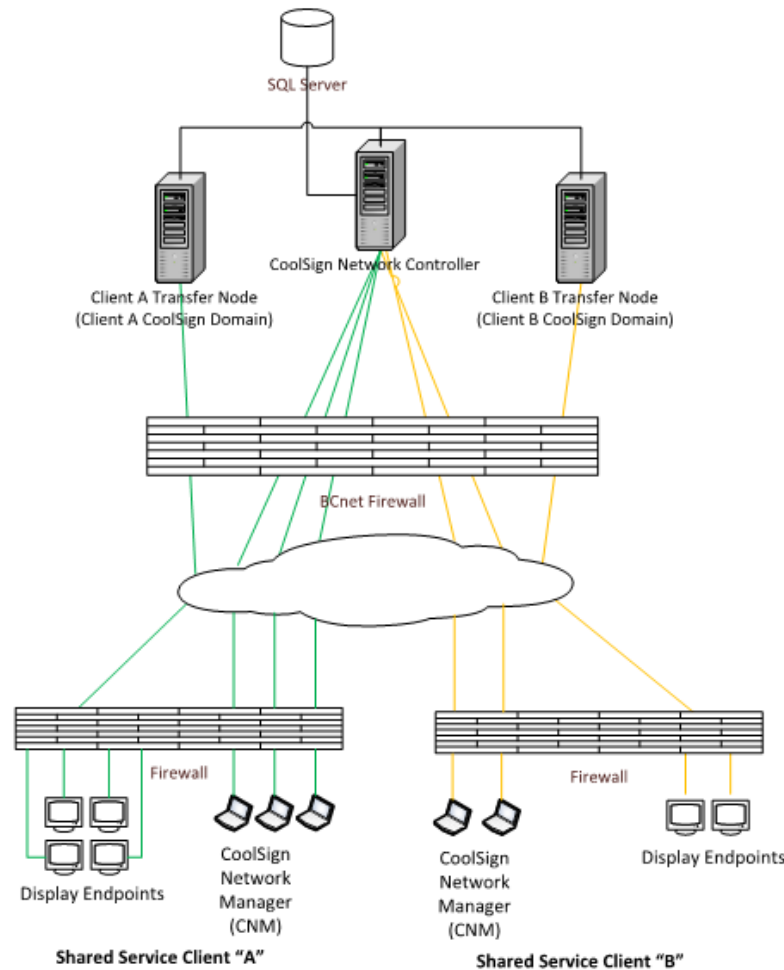 SQL Server
CoolSign Network Controller
Client A Transfer Node
(Client A CoolSign Domain)
Client B Transfer Node
(Client B CoolSign Domain)
BCnet Firewall
Firewall
Firewall
Display Endpoints
CoolSign
Network
Manager
(CNM)
CoolSign
Network
Manager
(CNM)
Display Endpoints
Shared Service Client "A"
Shared Service Client "B"